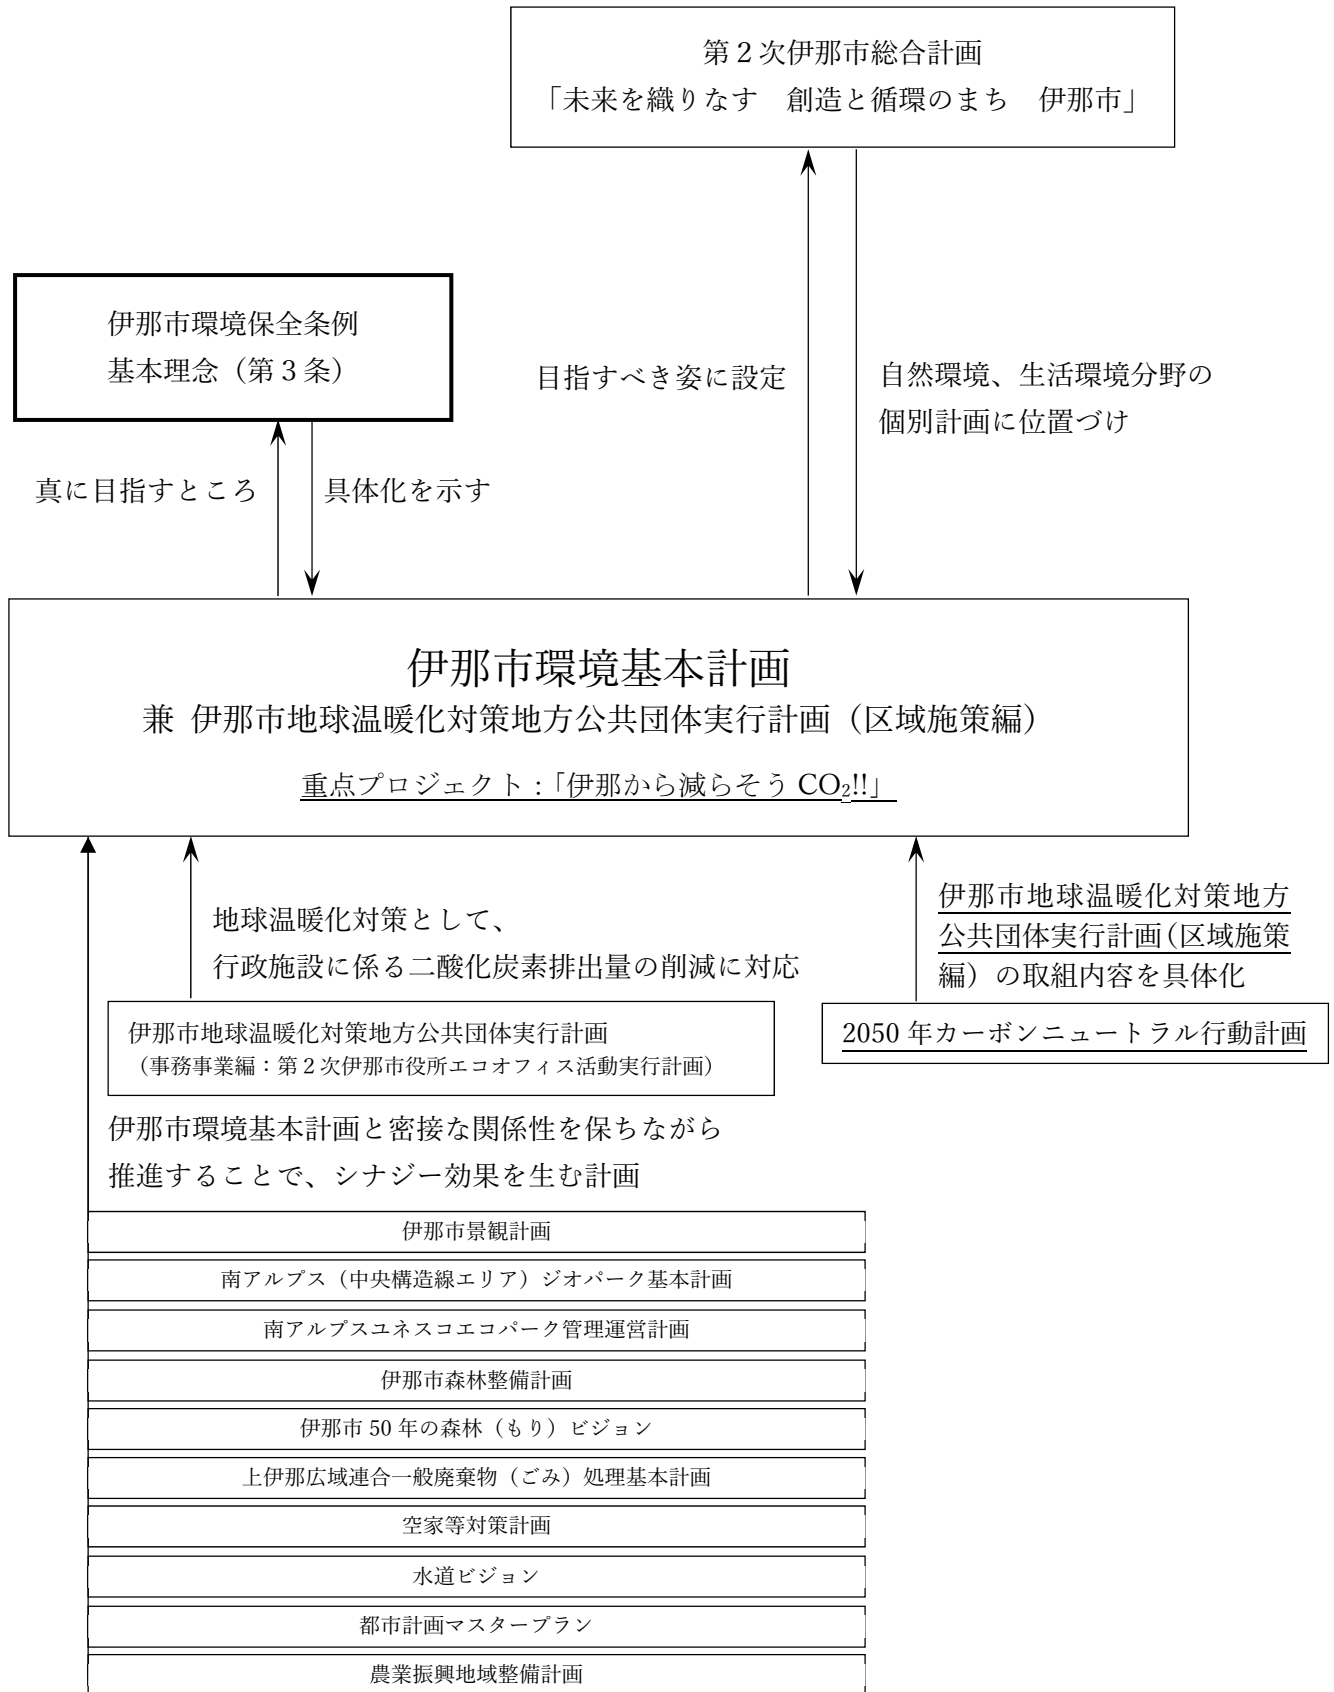 第２次伊那市総合計画
「未来を織りなす　創造と循環のまち　伊那市」
伊那市環境保全条例
基本理念（第３条）
目指すべき姿に設定
自然環境、生活環境分野の
個別計画に位置づけ
真に目指すところ
具体化を示す
伊那市環境基本計画
兼 伊那市地球温暖化対策地方公共団体実行計画（区域施策編）
重点プロジェクト：「伊那から減らそう CO₂!!」
地球温暖化対策として、
行政施設に係る二酸化炭素排出量の削減に対応
伊那市地球温暖化対策地方
公共団体実行計画（区域施策
編）の取組内容を具体化
伊那市地球温暖化対策地方公共団体実行計画
（事務事業編：第２次伊那市役所エコオフィス活動実行計画）
2050 年カーボンニュートラル行動計画
伊那市環境基本計画と密接な関係性を保ちながら
推進することで、シナジー効果を生む計画
伊那市景観計画
南アルプス（中央構造線エリア）ジオパーク基本計画
南アルプスユネスコエコパーク管理運営計画
伊那市森林整備計画
伊那市 50 年の森林（もり）ビジョン
上伊那広域連合一般廃棄物（ごみ）処理基本計画
空家等対策計画
水道ビジョン
都市計画マスタープラン
農業振興地域整備計画